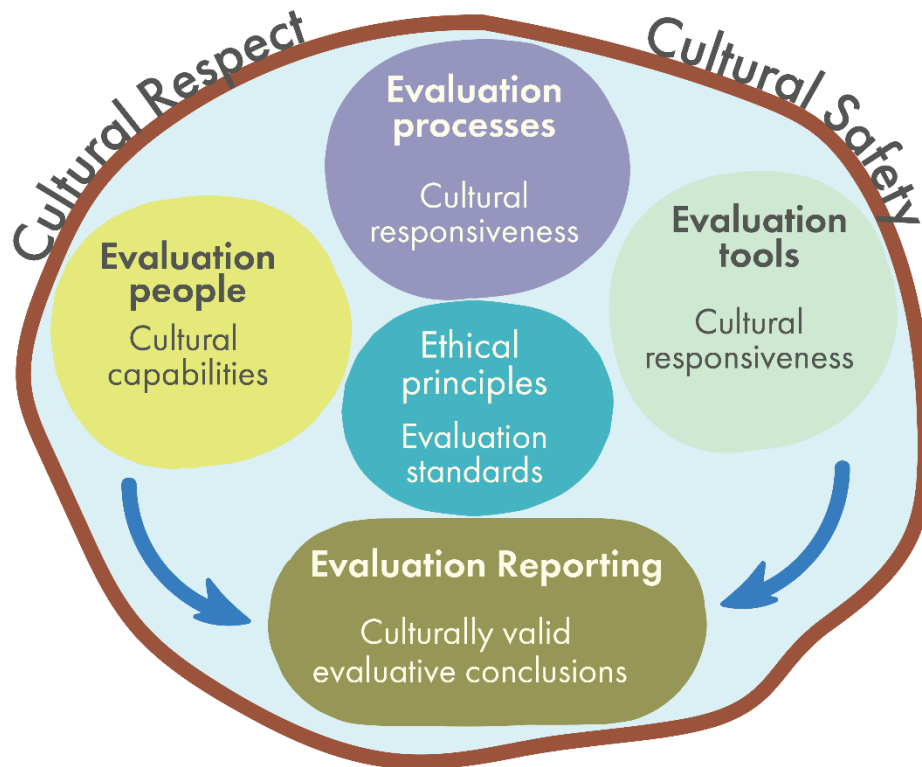 Cultural Respect
Cultural Safety
Evaluation
processes
Cultural
responsiveness
Evaluation
people
Cultural
capabilities
Evaluation
tools
Cultural
responsiveness
Ethical
principles
Evaluation
standards
Evaluation Reporting
Culturally valid
evaluative conclusions